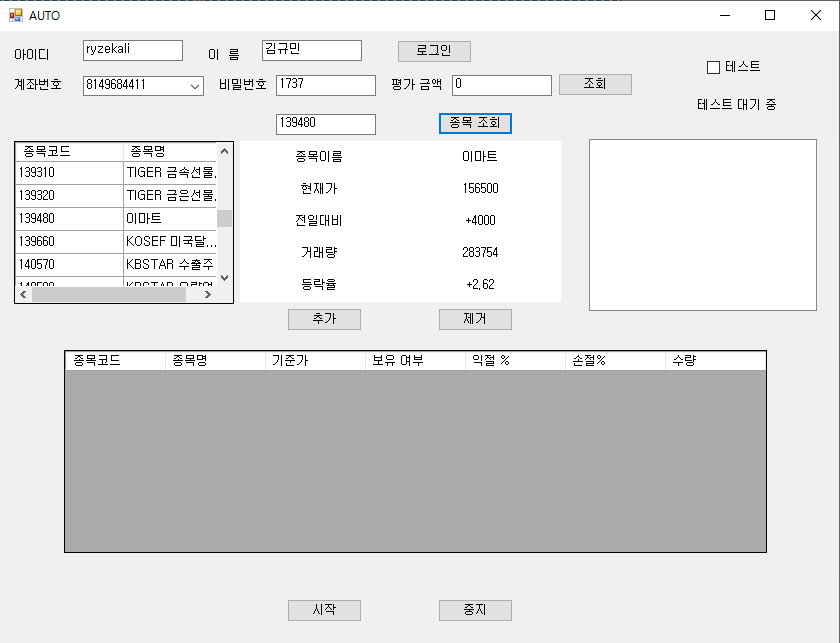 AUTO
아이디 ryzekali 이 름 김규민 로그인
계좌번호 8149684411 비밀번호 1737 평가 금액 0 조회
테스트
테스트 대기 중
139480 종목 조회
종목코드 종목명
139310 TIGER 금속선물.
139320 TIGER 금은선물.
139480 이마트
139660 KOSEF 미국달...
140570 KBSTAR 수출주
종목이름 이마트
현재가 156500
전일대비 +4000
거래량 283754
등락율 +2.62
추가 제거
종목코드 종목명 기준가 보유 여부 익절 % 손절% 수량
시작 중지